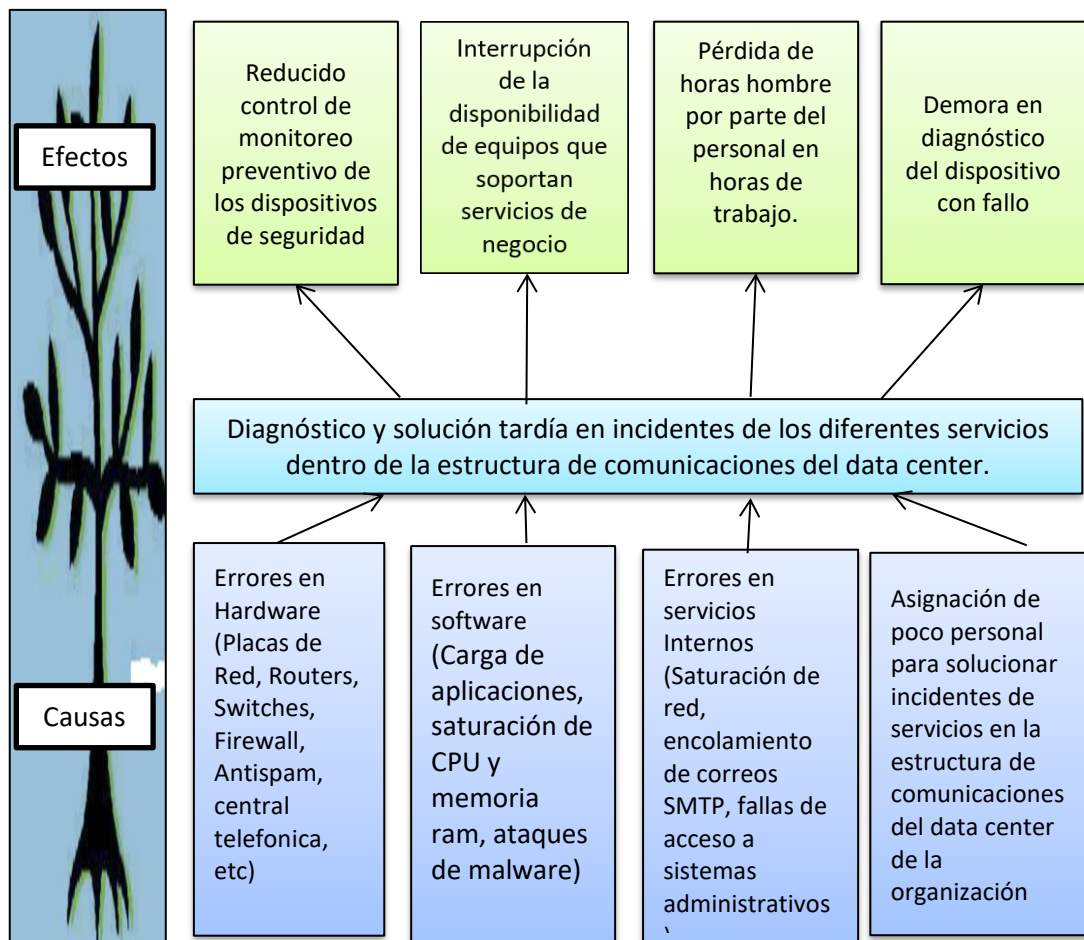 Efectos
Reducido
control de
monitoreo
preventivo de
los dispositivos
de seguridad
Interrupción
de la
disponibilidad
de equipos que
soportan
servicios de
negocio
Pérdida de
horas hombre
por parte del
personal en
horas de
trabajo.
Demora en
diagnóstico
del dispositivo
con fallo
Diagnóstico y solución tardía en incidentes de los diferentes servicios
dentro de la estructura de comunicaciones del data center.
Causas
Errores en
Hardware
(Placas de
Red, Routers,
Switches,
Firewall,
Antispam,
central
telefonica,
etc)
Errores en
software
(Carga de
aplicaciones,
saturación de
CPU y
memoria
ram, ataques
de malware)
Errores en
servicios
Internos
(Saturación de
red,
encolamiento
de correos
SMTP, fallas de
acceso a
sistemas
administrativos
)
Asignación de
poco personal
para solucionar
incidentes de
servicios en la
estructura de
comunicaciones
del data center
de la
organización